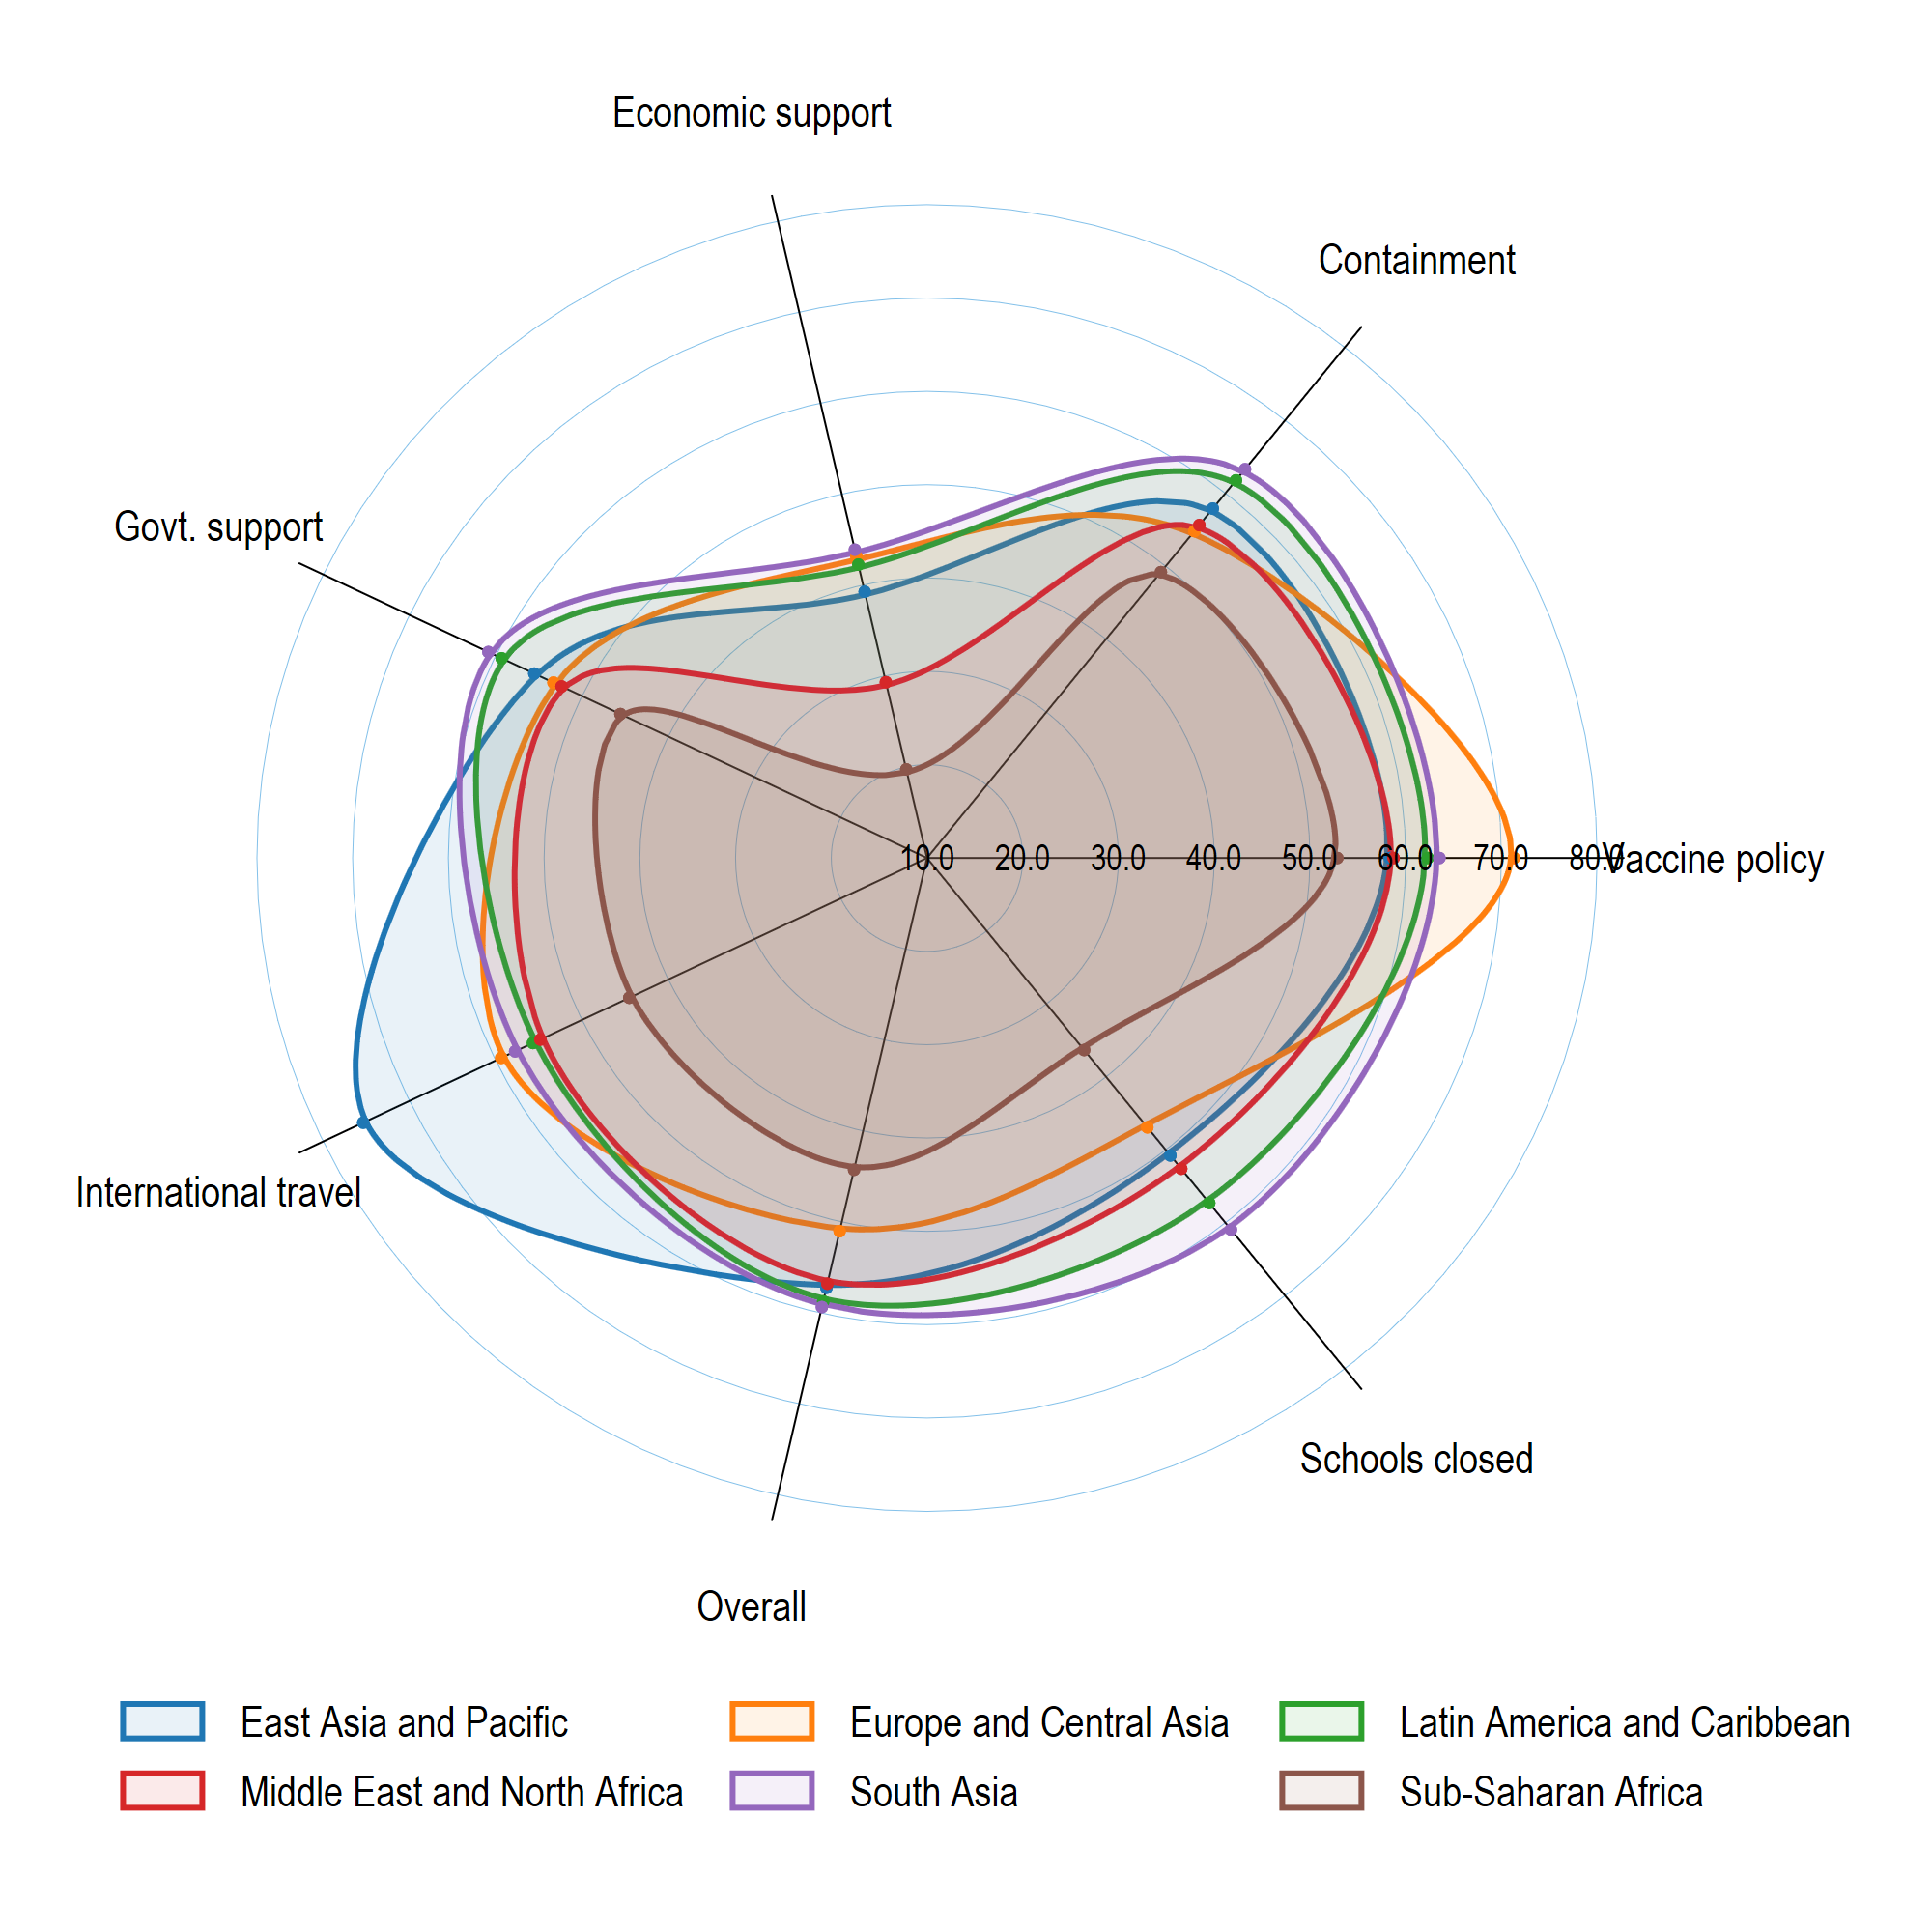 Economic support
Containment
Govt. support
10.0 20.0 30.0 40.0 50.0 60.0 70.0 80.0
Vaccine policy
International travel
Schools closed
Overall
East Asia and Pacific
Europe and Central Asia
Latin America and Caribbean
Middle East and North Africa
South Asia
Sub-Saharan Africa